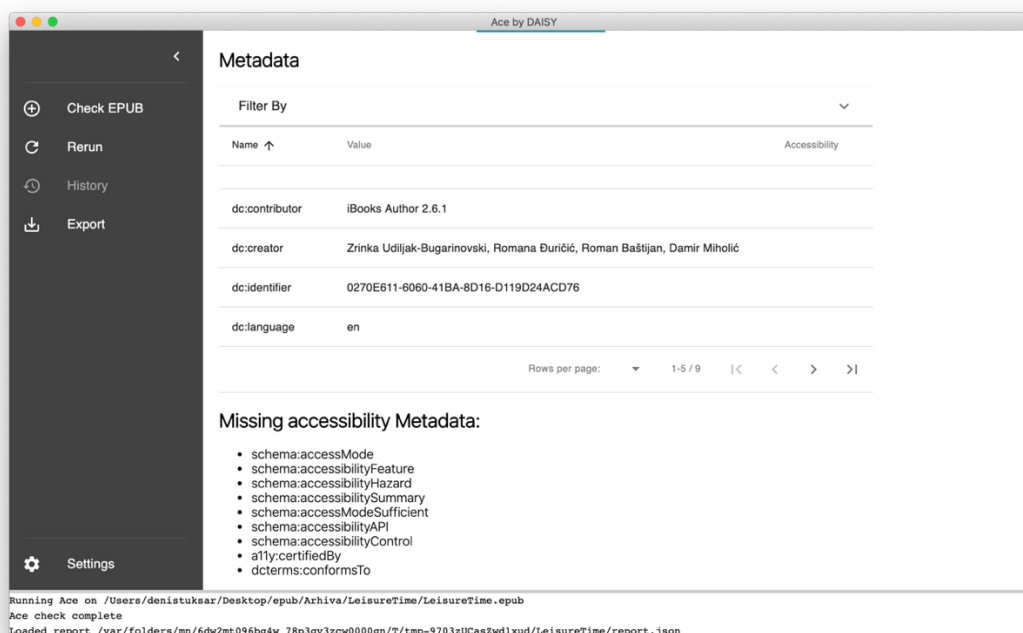 Ace by DAISY
Check EPUB
Rerun
History
Export
Settings
Metadata
Filter By
Name Value Accessibility
dc:contributor iBooks Author 2.6.1
dc:creator Zrinka Udiljak-Bugarinovski, Romana Đuričić, Roman Baštijan, Damir Miholić
dc:identifier 0270E611-6060-41BA-8D16-D119D24ACD76
dc:language en
Rows per page: 1-5 / 9
Missing accessibility Metadata:
• schema:accessMode
• schema:accessibilityFeature
• schema:accessibilityHazard
• schema:accessibilitySummary
• schema:accessModeSufficient
• schema:accessibilityAPI
• schema:accessibilityControl
• a11y:certifiedBy
• dcterms:conformsTo
Running Ace on /Users/denistuksar/Desktop/epub/Arhiva/LeisureTime/LeisureTime.epub
Ace check complete
Loaded report